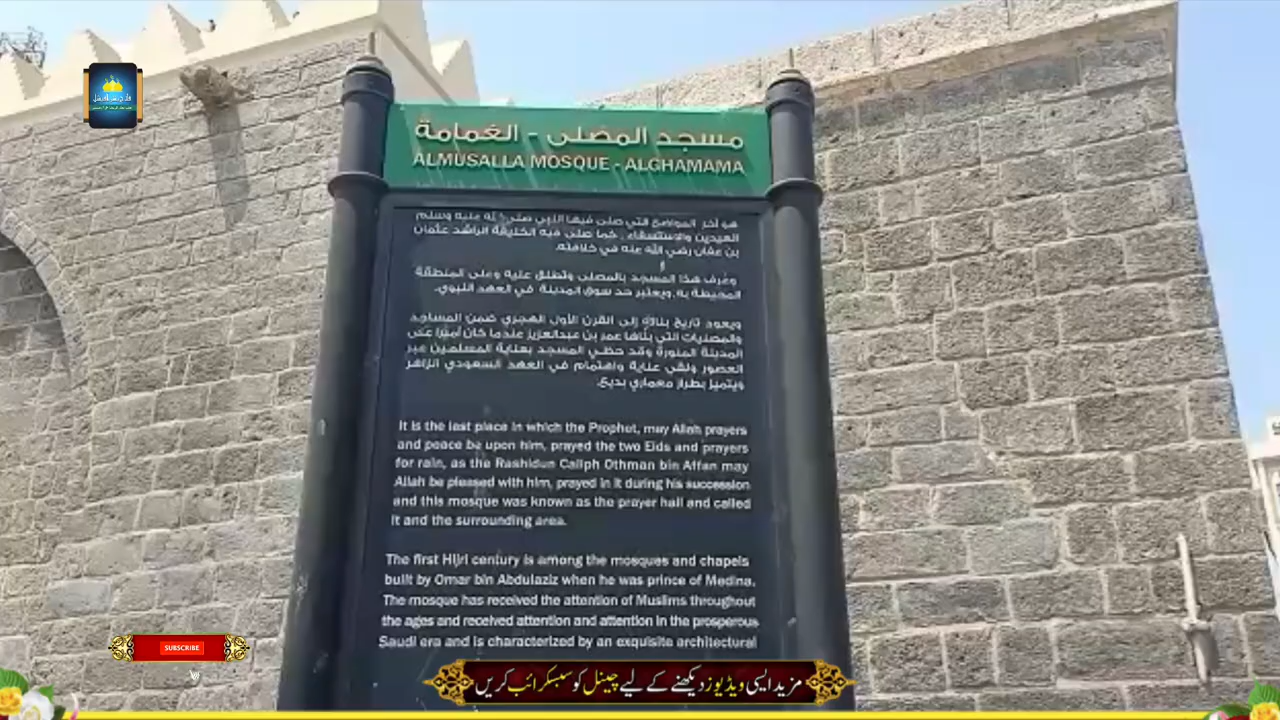 مسجد المصلى - الغمامة
ALMUSALLA MOSQUE - ALGHAMAMA
هو آخر المواضع التي صلى فيها النبي صلى الله عليه وسلم
العيدين والاستسقاء ، كما صلى فيه الخليفة الراشد عثمان
بن عفان رضي الله عنه في خلافته.
وعُرف هذا المسجد بالمصلى وتطلق عليه وعلى المنطقة
المحيطة به، ويعتبر حد سوق المدينة في العهد النبوي.
ويعود تاريخ بنائه إلى القرن الأول الهجري ضمن المساجد
والمصليات التي بناها عمر بن عبدالعزيز عندما كان أميرًا على
المدينة المنورة وقد حظي المسجد بعناية المسلمين عبر
العصور ولقي عناية واهتمام في العهد السعودي الزاهر
ويتميز بطراز معماري بديع.
It is the last place in which the Prophet, may Allah prayers
and peace be upon him, prayed the two Eids and prayers
for rain, as the Rashidun Caliph Othman bin Affan may
Allah be pleased with him, prayed in it during his succession
and this mosque was known as the prayer hall and called
it and the surrounding area.
The first Hijri century is among the mosques and chapels
built by Omar bin Abdulaziz when he was prince of Medina.
The mosque has received the attention of Muslims throughout
the ages and received attention and attention in the prosperous
Saudi era and is characterized by an exquisite architectural
SUBSCRIBE
مزید ایسی ویڈیوز دیکھنے کے لیے چینل کو سبسکرائب کریں